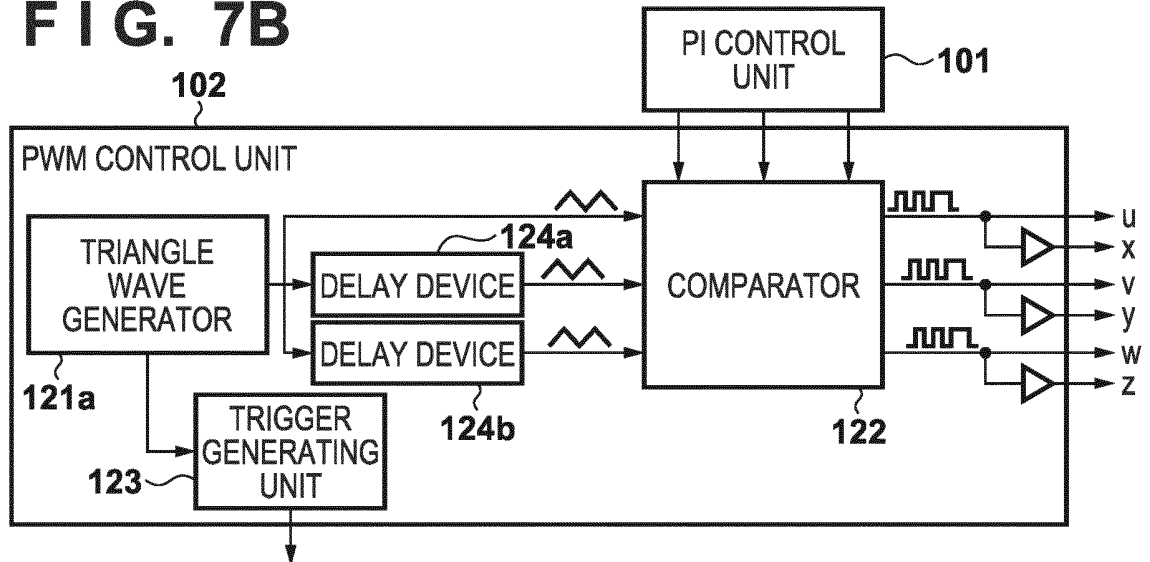 FIG. 7B
PI CONTROL
UNIT
101
102
PWM CONTROL UNIT
TRIANGLE
WAVE
GENERATOR
121a
124a
DELAY DEVICE
DELAY DEVICE
124b
TRIGGER
GENERATING
UNIT
123
COMPARATOR
122
u
x
v
y
w
z